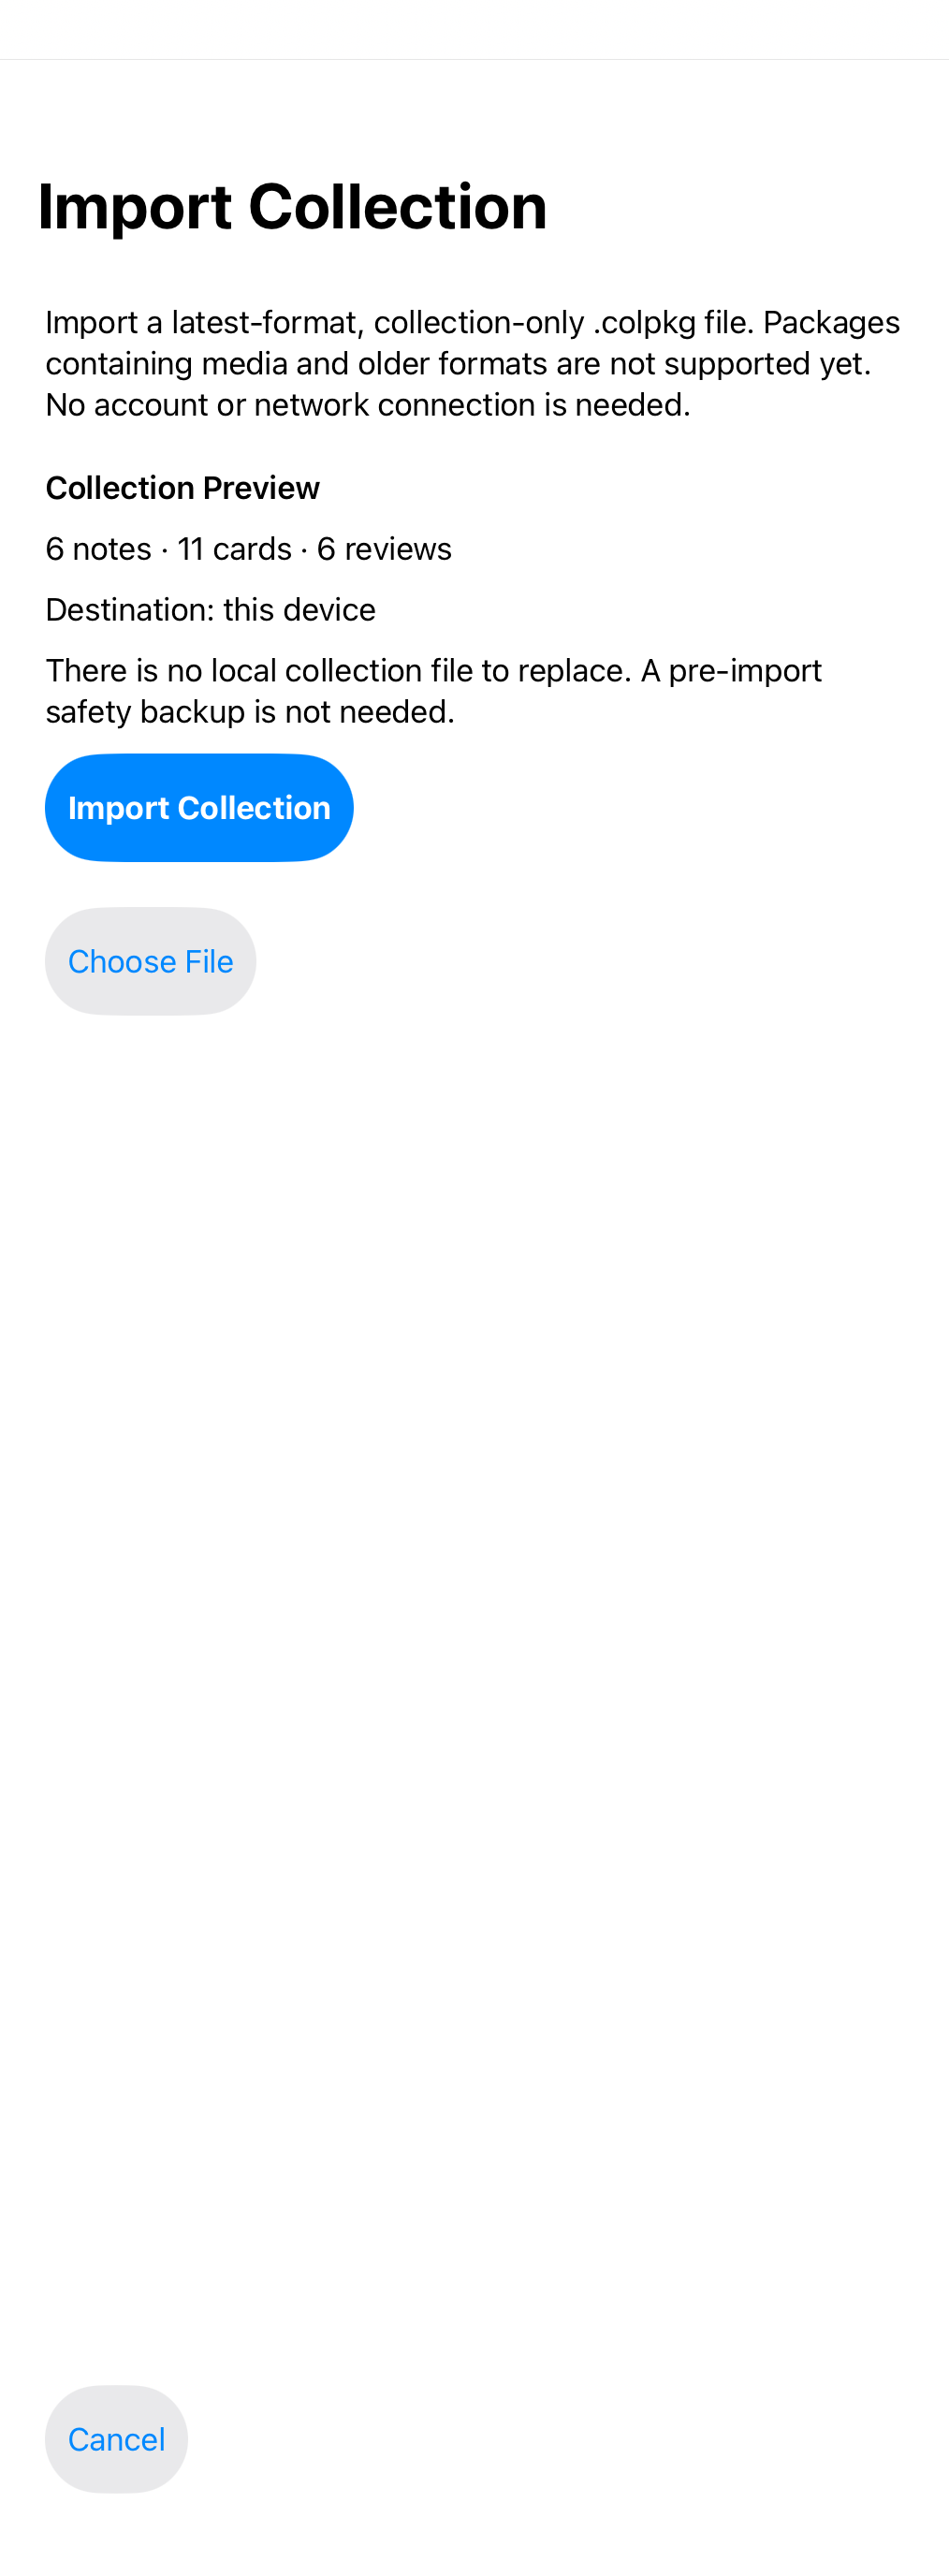 Import Collection
Import a latest-format, collection-only .colpkg file. Packages
containing media and older formats are not supported yet.
No account or network connection is needed.
Collection Preview
6 notes · 11 cards · 6 reviews
Destination: this device
There is no local collection file to replace. A pre-import
safety backup is not needed.
Import Collection
Choose File
Cancel